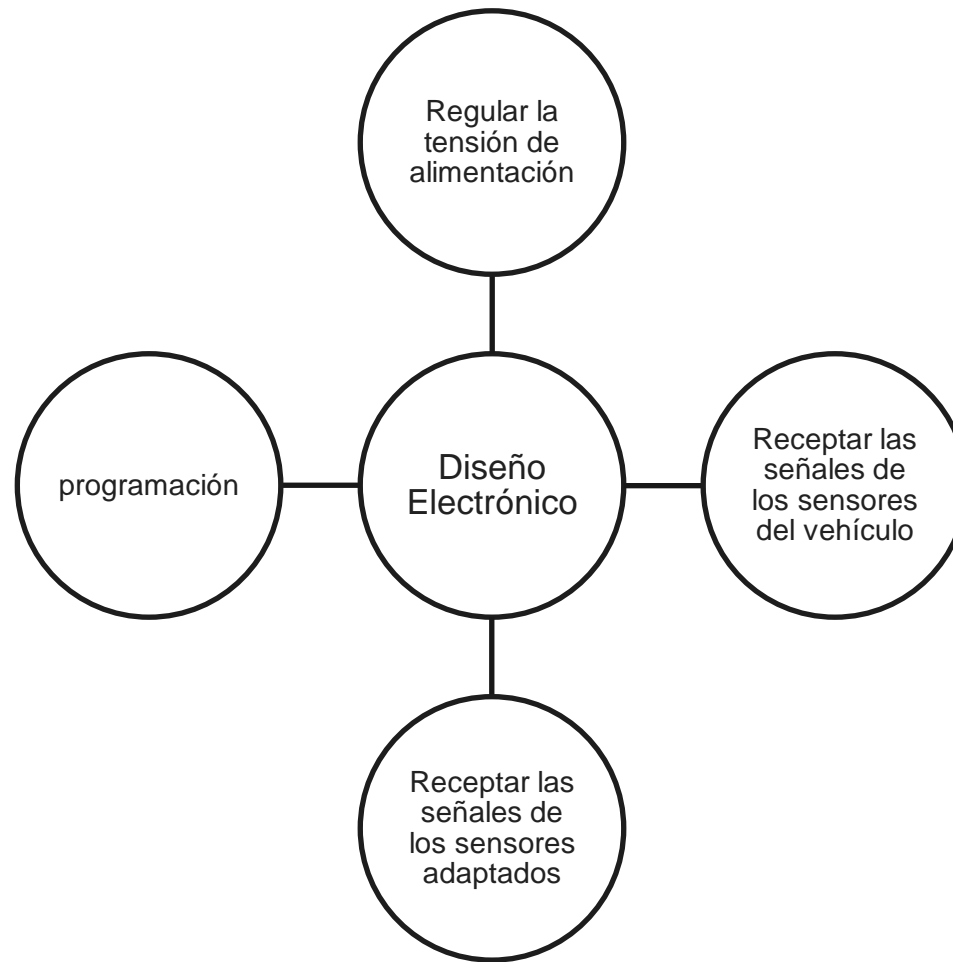 Regular la
tensión de
alimentación
programación
Diseño
Electrónico
Receptar las
señales de
los sensores
del vehículo
Receptar las
señales de
los sensores
adaptados